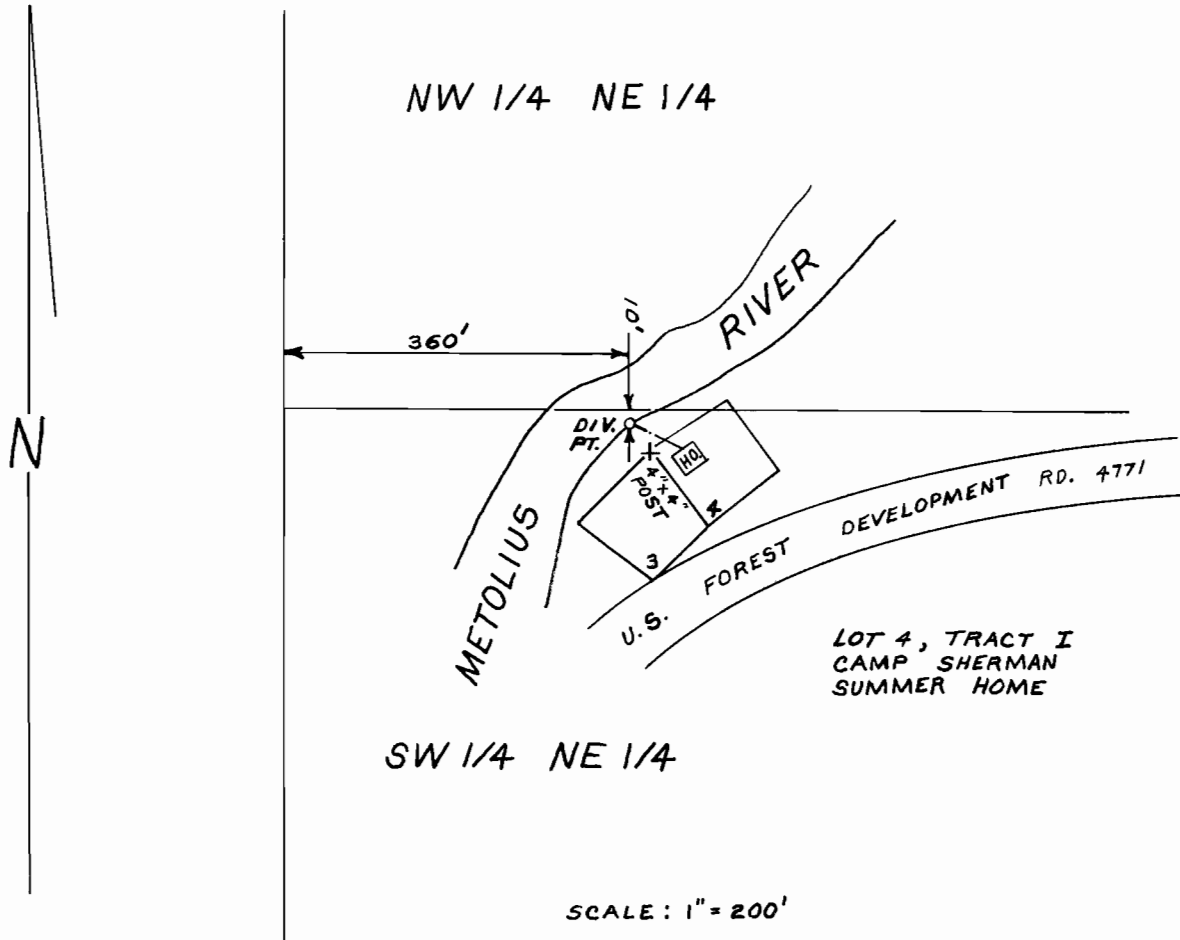 NW 1/4 NE 1/4
N
360'
10'
METOLIUS RIVER
DIV.
PT.
HO.
4"x4"
POST
4
3
U.S. FOREST DEVELOPMENT RD. 4771
LOT 4, TRACT I
CAMP SHERMAN
SUMMER HOME
SW 1/4 NE 1/4
SCALE: 1"=200'